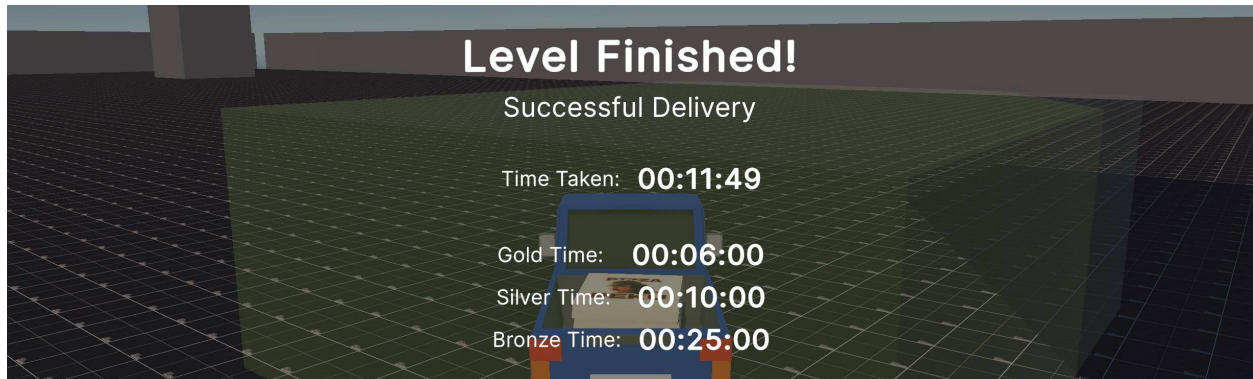 Level Finished!
Successful Delivery
Time Taken: 00:11:49
Gold Time: 00:06:00
Silver Time: 00:10:00
Bronze Time: 00:25:00
PIZZA